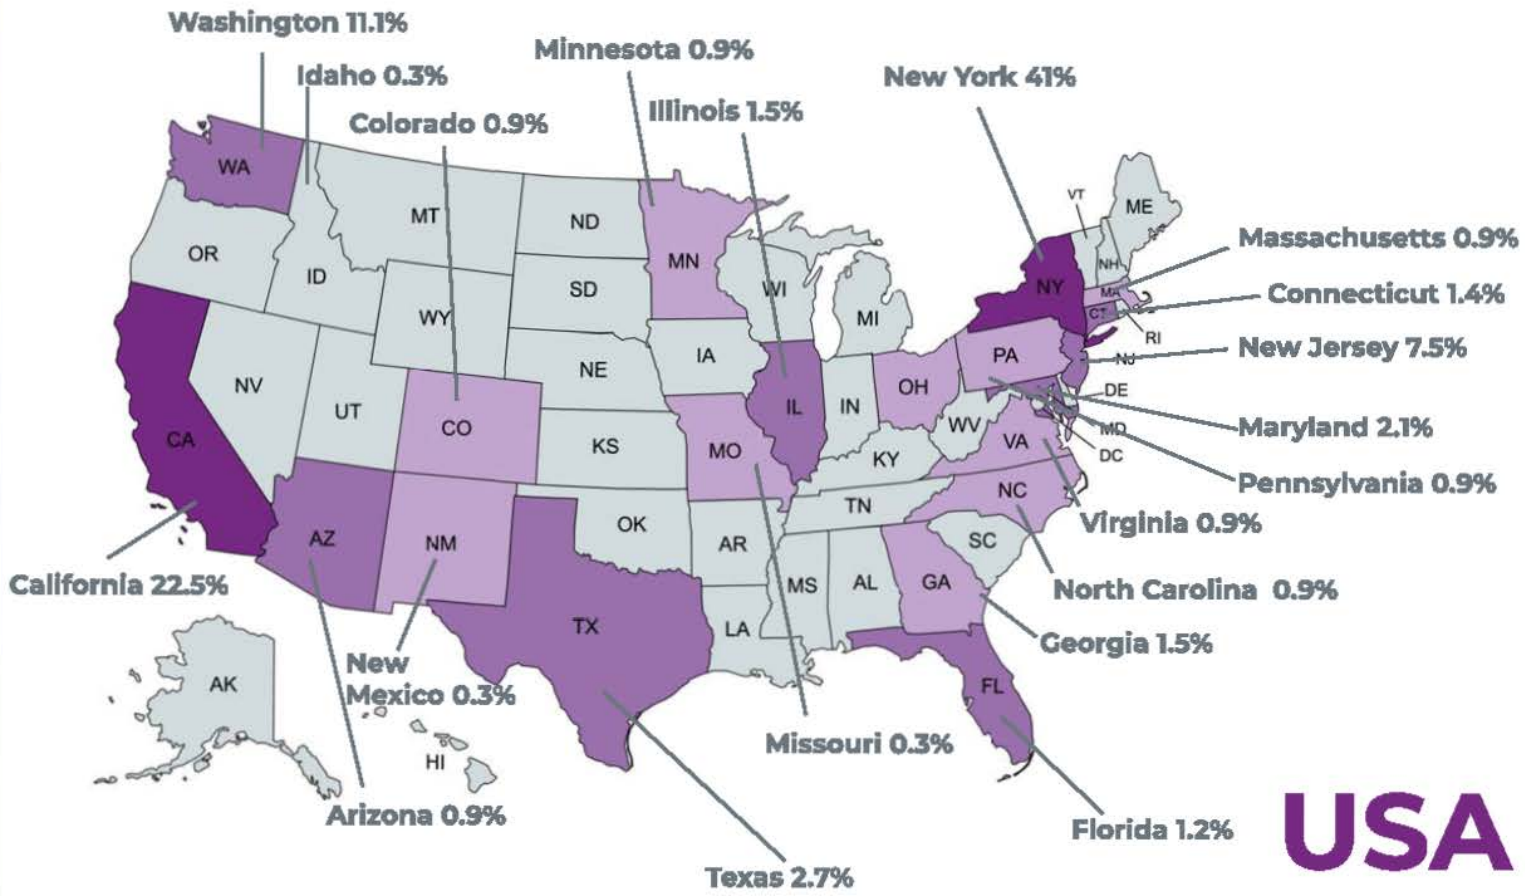 Washington 11.1%
Idaho 0.3%
Colorado 0.9%
Minnesota 0.9%
Illinois 1.5%
New York 41%
Massachusetts 0.9%
Connecticut 1.4%
New Jersey 7.5%
Maryland 2.1%
Pennsylvania 0.9%
Virginia 0.9%
North Carolina 0.9%
Georgia 1.5%
Florida 1.2%
Missouri 0.3%
Texas 2.7%
Arizona 0.9%
New
Mexico 0.3%
California 22.5%
WA
OR
ID
MT
ND
MN
SD
WY
WI
MI
NY
VT
ME
NH
MA
CT
RI
NJ
PA
DE
MD
DC
NV
UT
CO
NE
IA
IL
IN
OH
WV
VA
KY
KS
MO
CA
AZ
NM
OK
AR
TN
NC
SC
MS
AL
GA
TX
LA
FL
AK
HI
USA